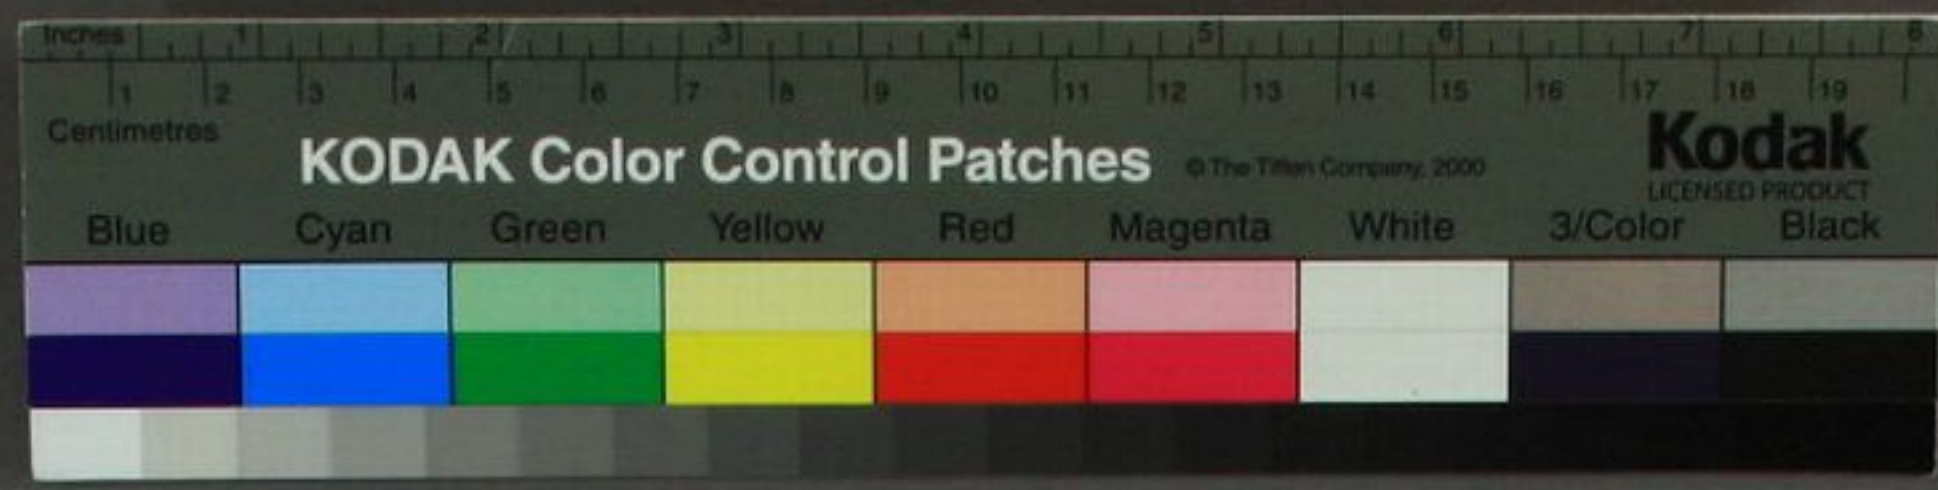 Inches 1 2 3 4 5 6 7 8
1 2 3 4 5 6 7 8 9 10 11 12 13 14 15 16 17 18 19
Centimetres
KODAK Color Control Patches © The Tiffen Company, 2000
Kodak
LICENSED PRODUCT
Blue Cyan Green Yellow Red Magenta White 3/Color Black